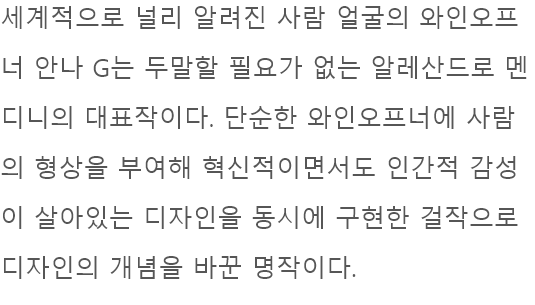 세계적으로 널리 알려진 사람 얼굴의 와인오프
너 안나 G는 두말할 필요가 없는 알레산드로 멘
디니의 대표작이다. 단순한 와인오프너에 사람
의 형상을 부여해 혁신적이면서도 인간적 감성
이 살아있는 디자인을 동시에 구현한 걸작으로
디자인의 개념을 바꾼 명작이다.